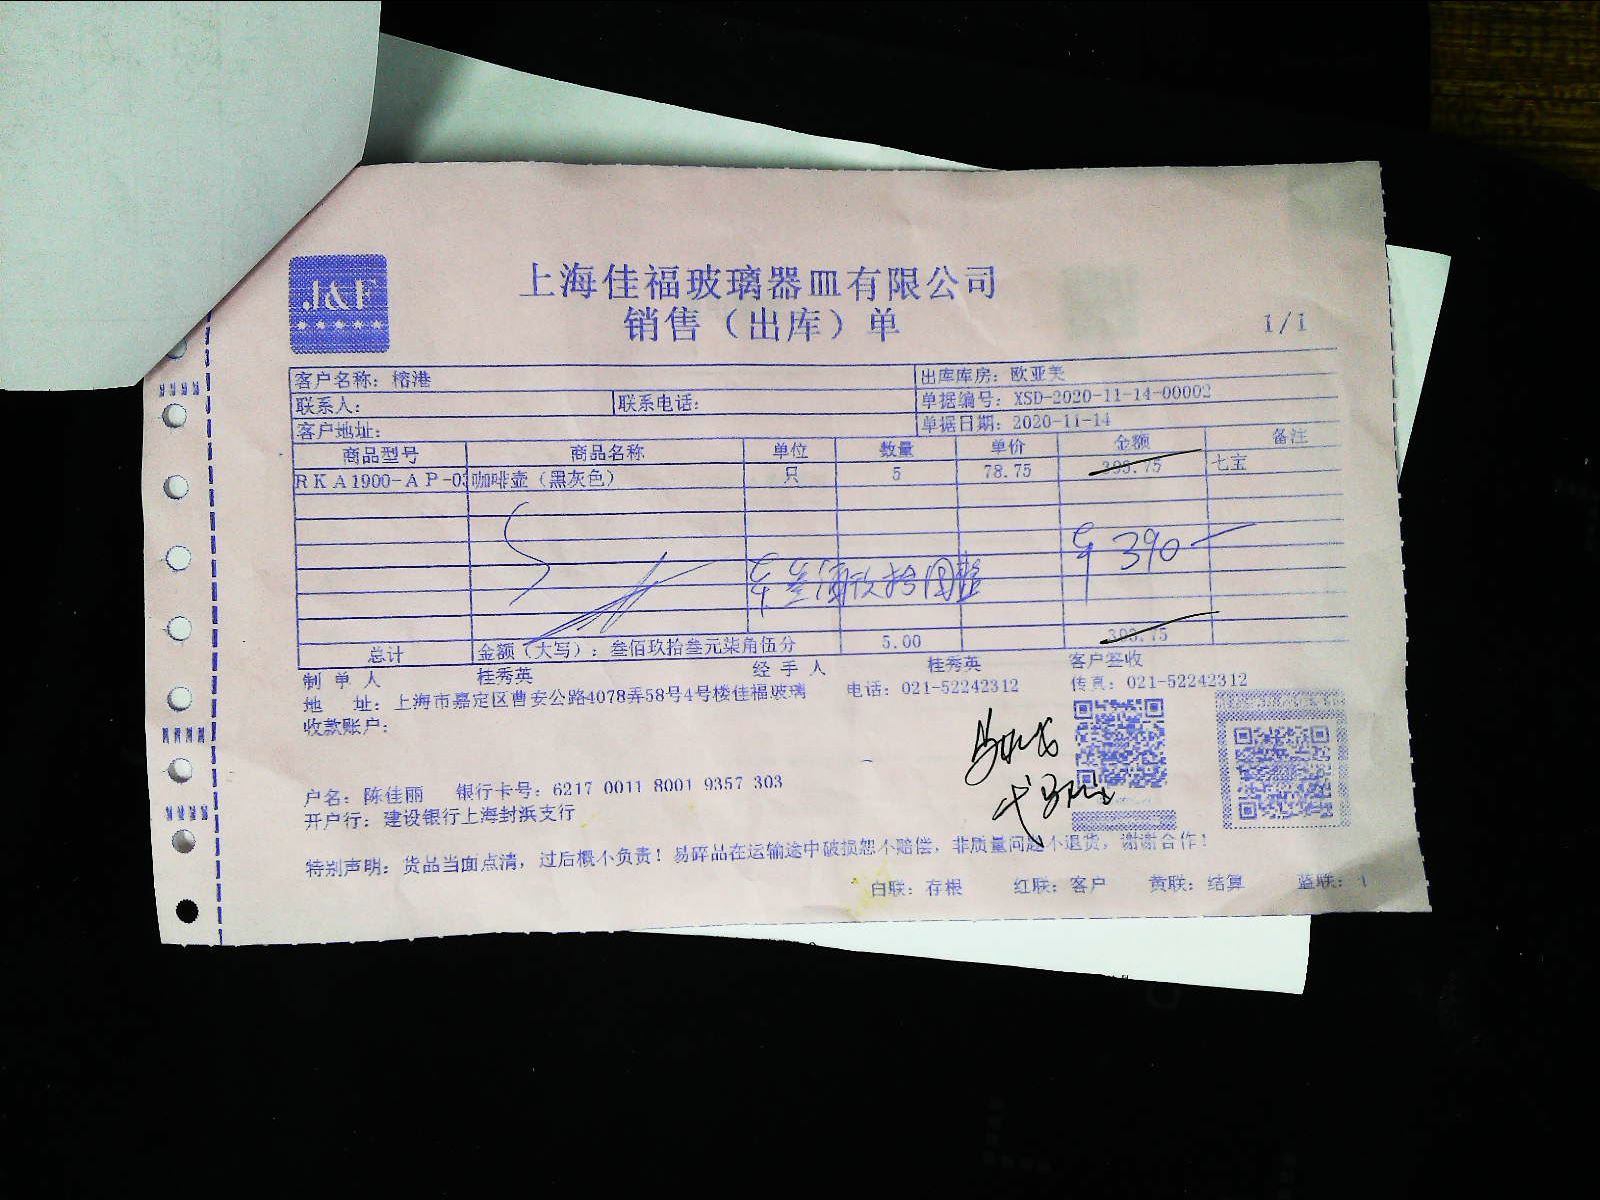 J&F
上海佳福玻璃器皿有限公司
销售（出库）单
1/1
客户名称：榕港
出库库房：欧亚美
联系人：
联系电话：
单据编号：XSD-2020-11-14-00002
客户地址：
单据日期：2020-11-14
商品型号 商品名称 单位 数量 单价 金额 备注
RKA1900-AP-03 咖啡壶（黑灰色） 只 5 78.75 393.75 七宝
¥390-
叁佰玖拾圆整
总计 金额（大写）：叁佰玖拾叁元柒角伍分 5.00 393.75
制单人 桂秀英 经手人 桂秀英 客户签收
地 址：上海市嘉定区曹安公路4078弄58号4号楼佳福玻璃 电话：021-52242312 传真：021-52242312
收款账户：
户名：陈佳丽 银行卡号：6217 0011 8001 9357 303
开户行：建设银行上海封浜支行
特别声明：货品当面点清，过后概不负责！易碎品在运输途中破损恕不赔偿，非质量问题不退货，谢谢合作！
白联：存根 红联：客户 黄联：结算 蓝联：